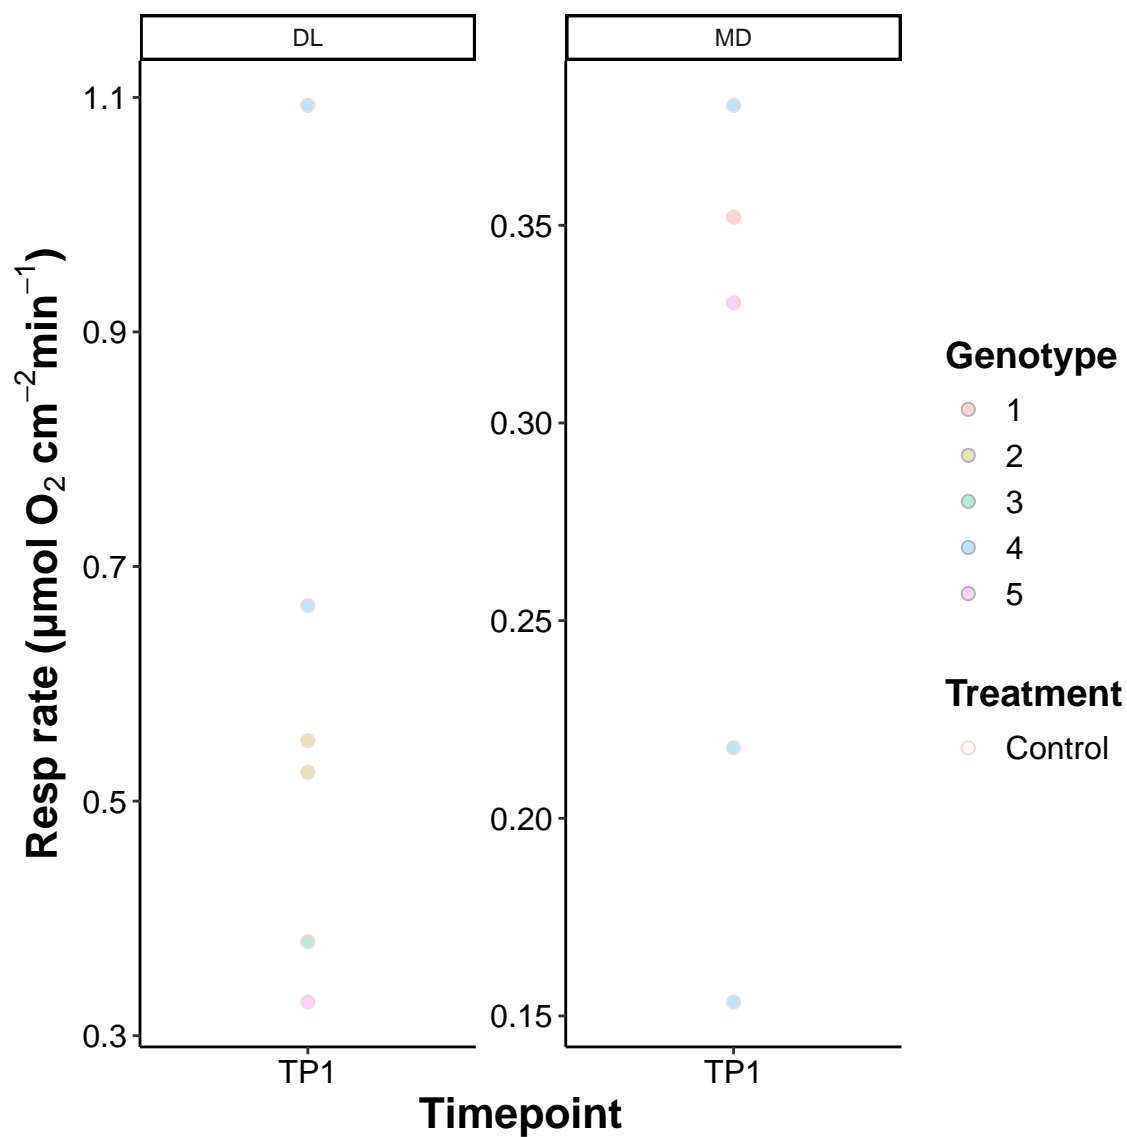 DL
MD
1.1
0.9
0.7
0.5
0.3
0.35
0.30
0.25
0.20
0.15
TP1
TP1
Timepoint
Resp rate (μmol O₂ cm⁻²min⁻¹)
Genotype
1
2
3
4
5
Treatment
Control